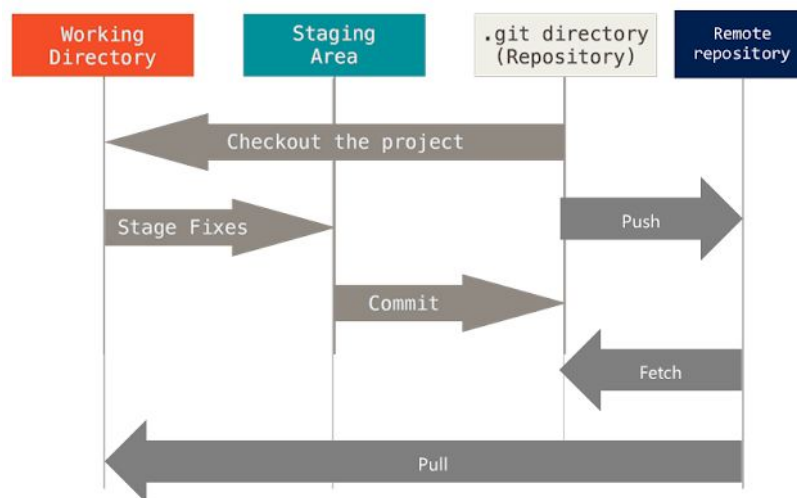 Working
Directory
Staging
Area
.git directory
(Repository)
Remote
repository
Checkout the project
Stage Fixes
Push
Commit
Fetch
Pull